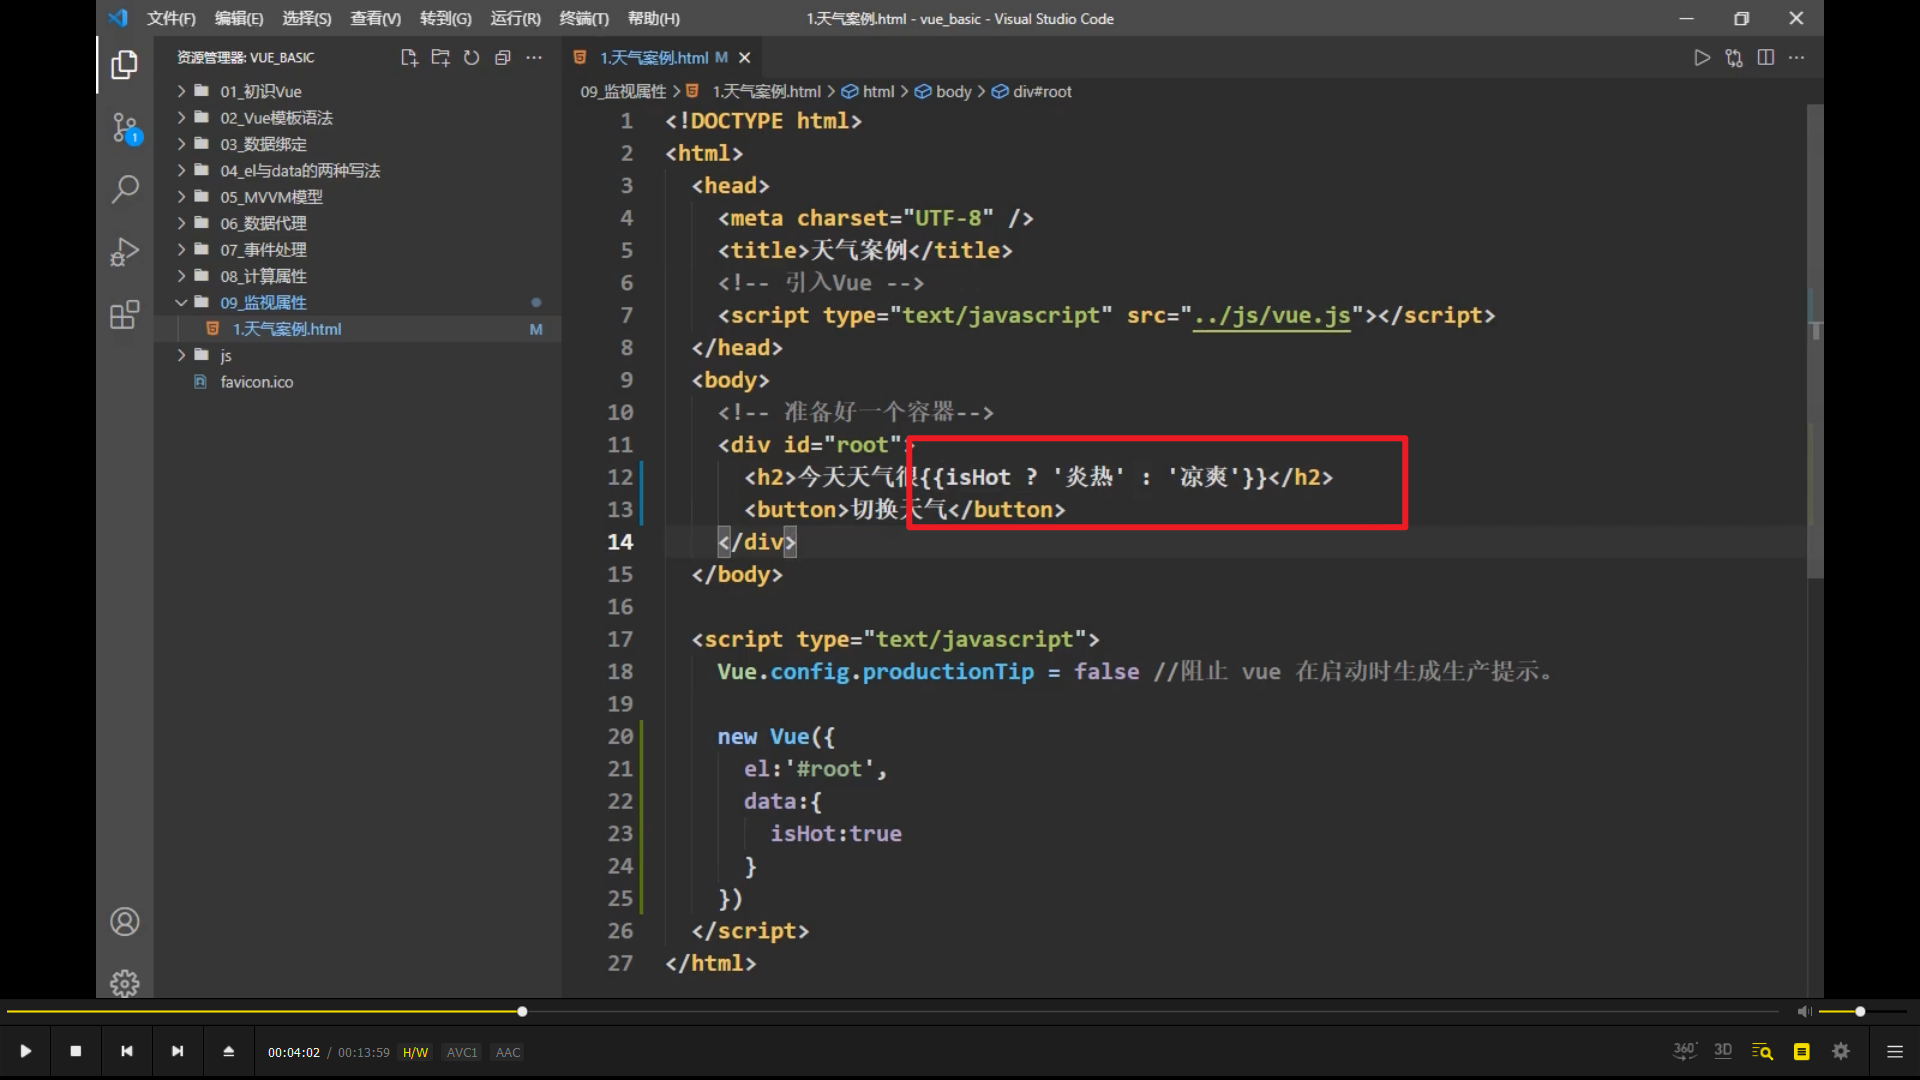 文件(F) 编辑(E) 选择(S) 查看(V) 转到(G) 运行(R) 终端(T) 帮助(H) 1.天气案例.html - vue_basic - Visual Studio Code
资源管理器: VUE_BASIC
1.天气案例.html M
01_初识Vue
02_Vue模板语法
03_数据绑定
04_el与data的两种写法
05_MVVM模型
06_数据代理
07_事件处理
08_计算属性
09_监视属性
1.天气案例.html M
js
favicon.ico
1
09_监视属性 > 1.天气案例.html > html > body > div#root
1 <!DOCTYPE html>
2 <html>
3 <head>
4 <meta charset="UTF-8" />
5 <title>天气案例</title>
6 <!-- 引入Vue -->
7 <script type="text/javascript" src="../js/vue.js"></script>
8 </head>
9 <body>
10 <!-- 准备好一个容器-->
11 <div id="root">
12 <h2>今天天气很{{isHot ? '炎热' : '凉爽'}}</h2>
13 <button>切换天气</button>
14 </div>
15 </body>
16
17 <script type="text/javascript">
18 Vue.config.productionTip = false //阻止 vue 在启动时生成生产提示。
19
20 new Vue({
21 el:'#root',
22 data:{
23 isHot:true
24 }
25 })
26 </script>
27 </html>
00:04:02 / 00:13:59 H/W AVC1 AAC
360° 3D